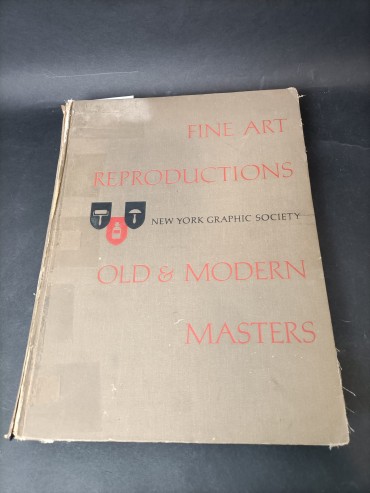 FINE ART
REPRODUCTIONS
NEW YORK GRAPHIC SOCIETY
OLD & MODERN
MASTERS